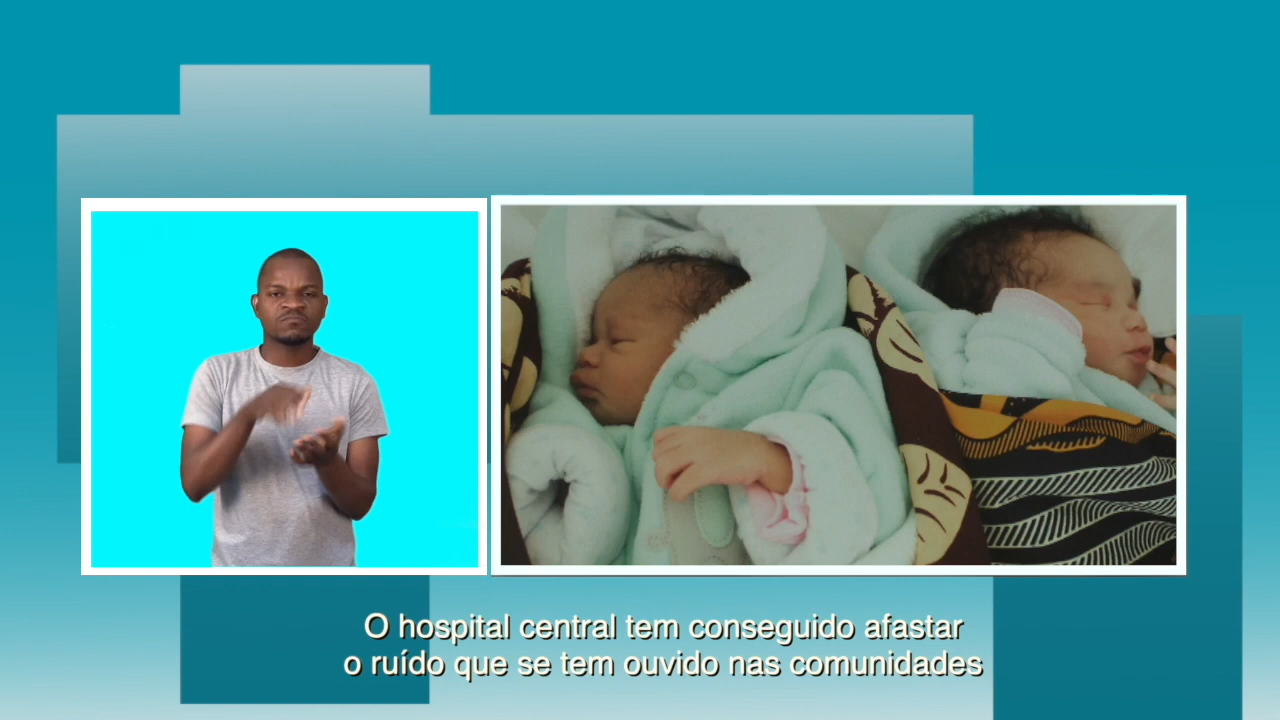 O hospital central tem conseguido afastar
o ruído que se tem ouvido nas comunidades